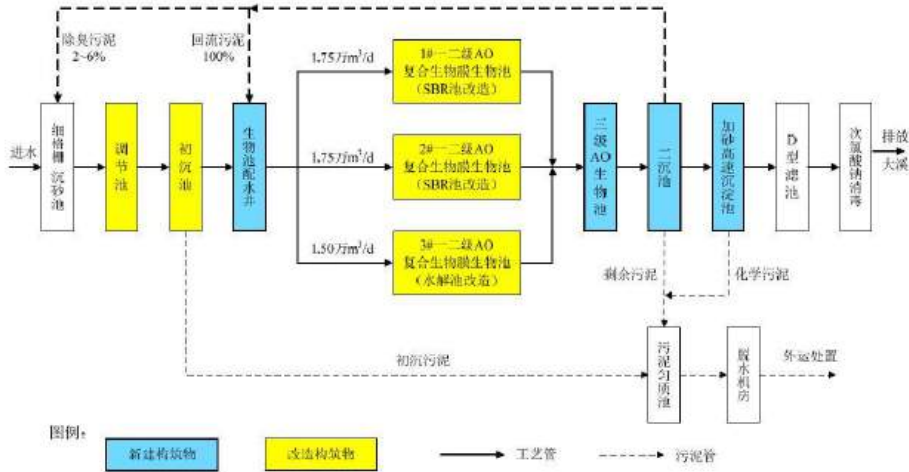 除臭污泥
2~6%
回流污泥
100%
进水
细格栅 沉砂池
调节池
初沉池
生物池配水井
1.75万m³/d
1.75万m³/d
1.50万m³/d
1#一二级AO
复合生物膜生物池
(SBR池改造)
2#一二级AO
复合生物膜生物池
(SBR池改造)
3#一二级AO
复合生物膜生物池
(水解池改造)
三级AO生物池
二沉池
加砂高速沉淀池
D型滤池
次氯酸钠消毒
排放
大溪
剩余污泥
化学污泥
初沉污泥
污泥匀质池
脱水机房
外运处置
图例:
新建构筑物
改造构筑物
工艺管
污泥管